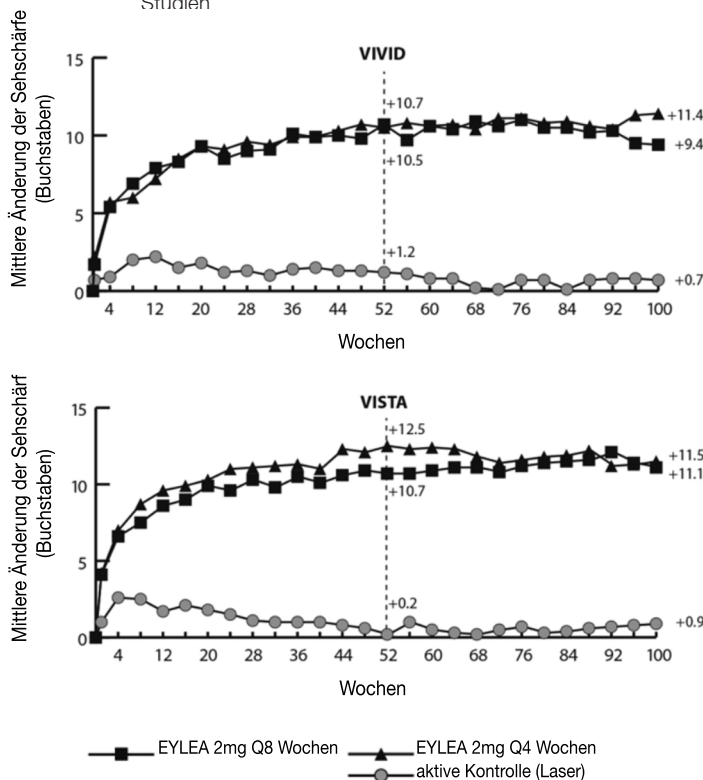 Studien
VIVID
Mittlere Änderung der Sehschärfe
(Buchstaben)
15
10
5
0
+10.7
+10.5
+1.2
+11.4
+9.4
+0.7
4 12 20 28 36 44 52 60 68 76 84 92 100
Wochen
VISTA
Mittlere Änderung der Sehschärf
(Buchstaben)
15
10
5
0
+12.5
+10.7
+0.2
+11.5
+11.1
+0.9
4 12 20 28 36 44 52 60 68 76 84 92 100
Wochen
EYLEA 2mg Q8 Wochen
EYLEA 2mg Q4 Wochen
aktive Kontrolle (Laser)